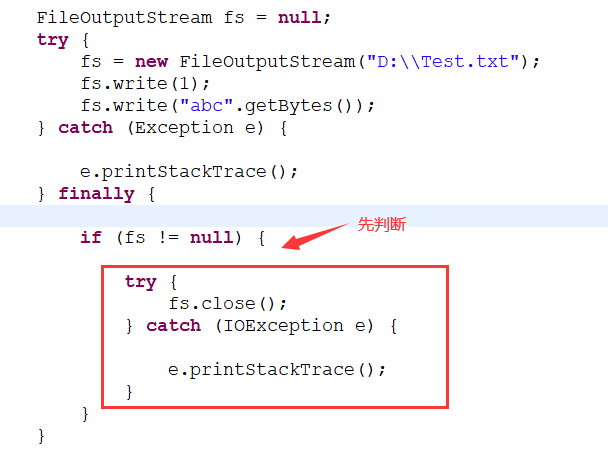 FileOutputStream fs = null;
try {
    fs = new FileOutputStream("D:\\Test.txt");
    fs.write(1);
    fs.write("abc".getBytes());
} catch (Exception e) {
    e.printStackTrace();
} finally {
先判断
    if (fs != null) {
        try {
            fs.close();
        } catch (IOException e) {
            e.printStackTrace();
        }
    }
}